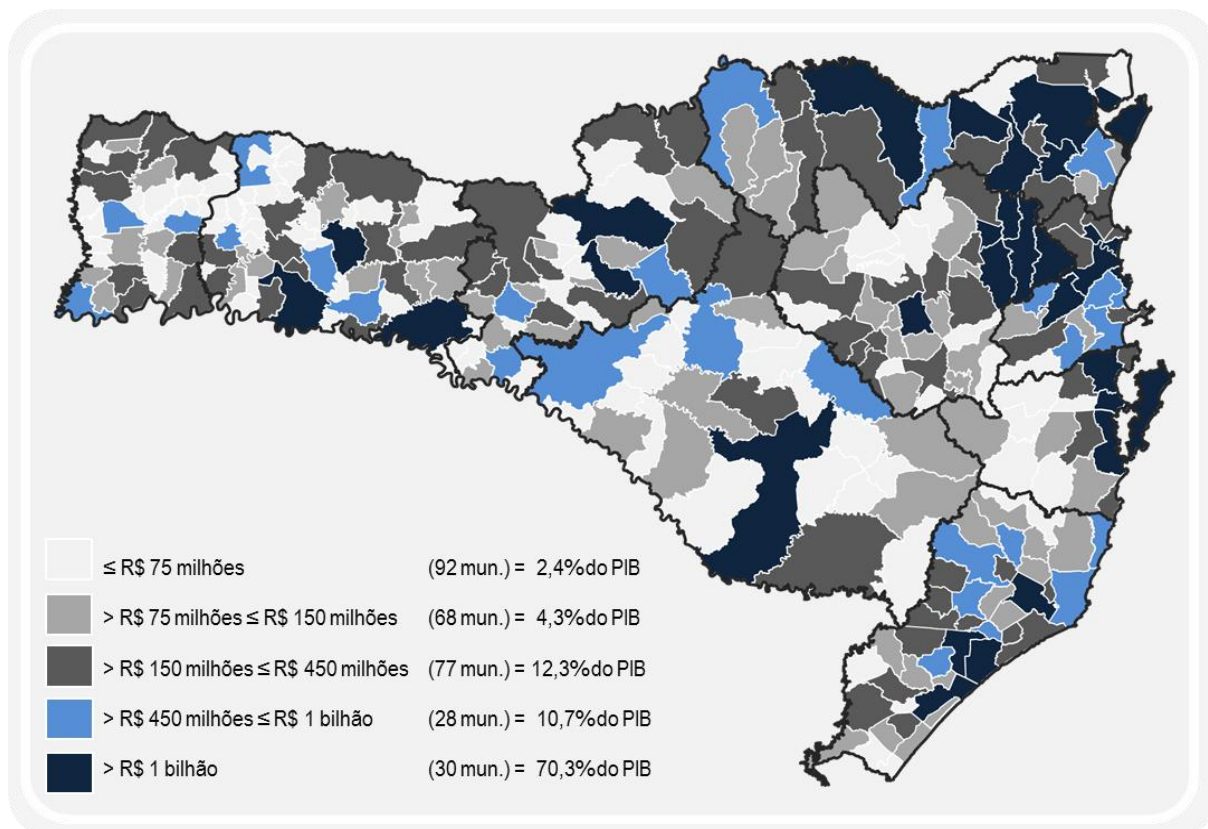 ≤ R$ 75 milhões (92 mun.) = 2,4%do PIB
> R$ 75 milhões ≤ R$ 150 milhões (68 mun.) = 4,3%do PIB
> R$ 150 milhões ≤ R$ 450 milhões (77 mun.) = 12,3%do PIB
> R$ 450 milhões ≤ R$ 1 bilhão (28 mun.) = 10,7%do PIB
> R$ 1 bilhão (30 mun.) = 70,3%do PIB